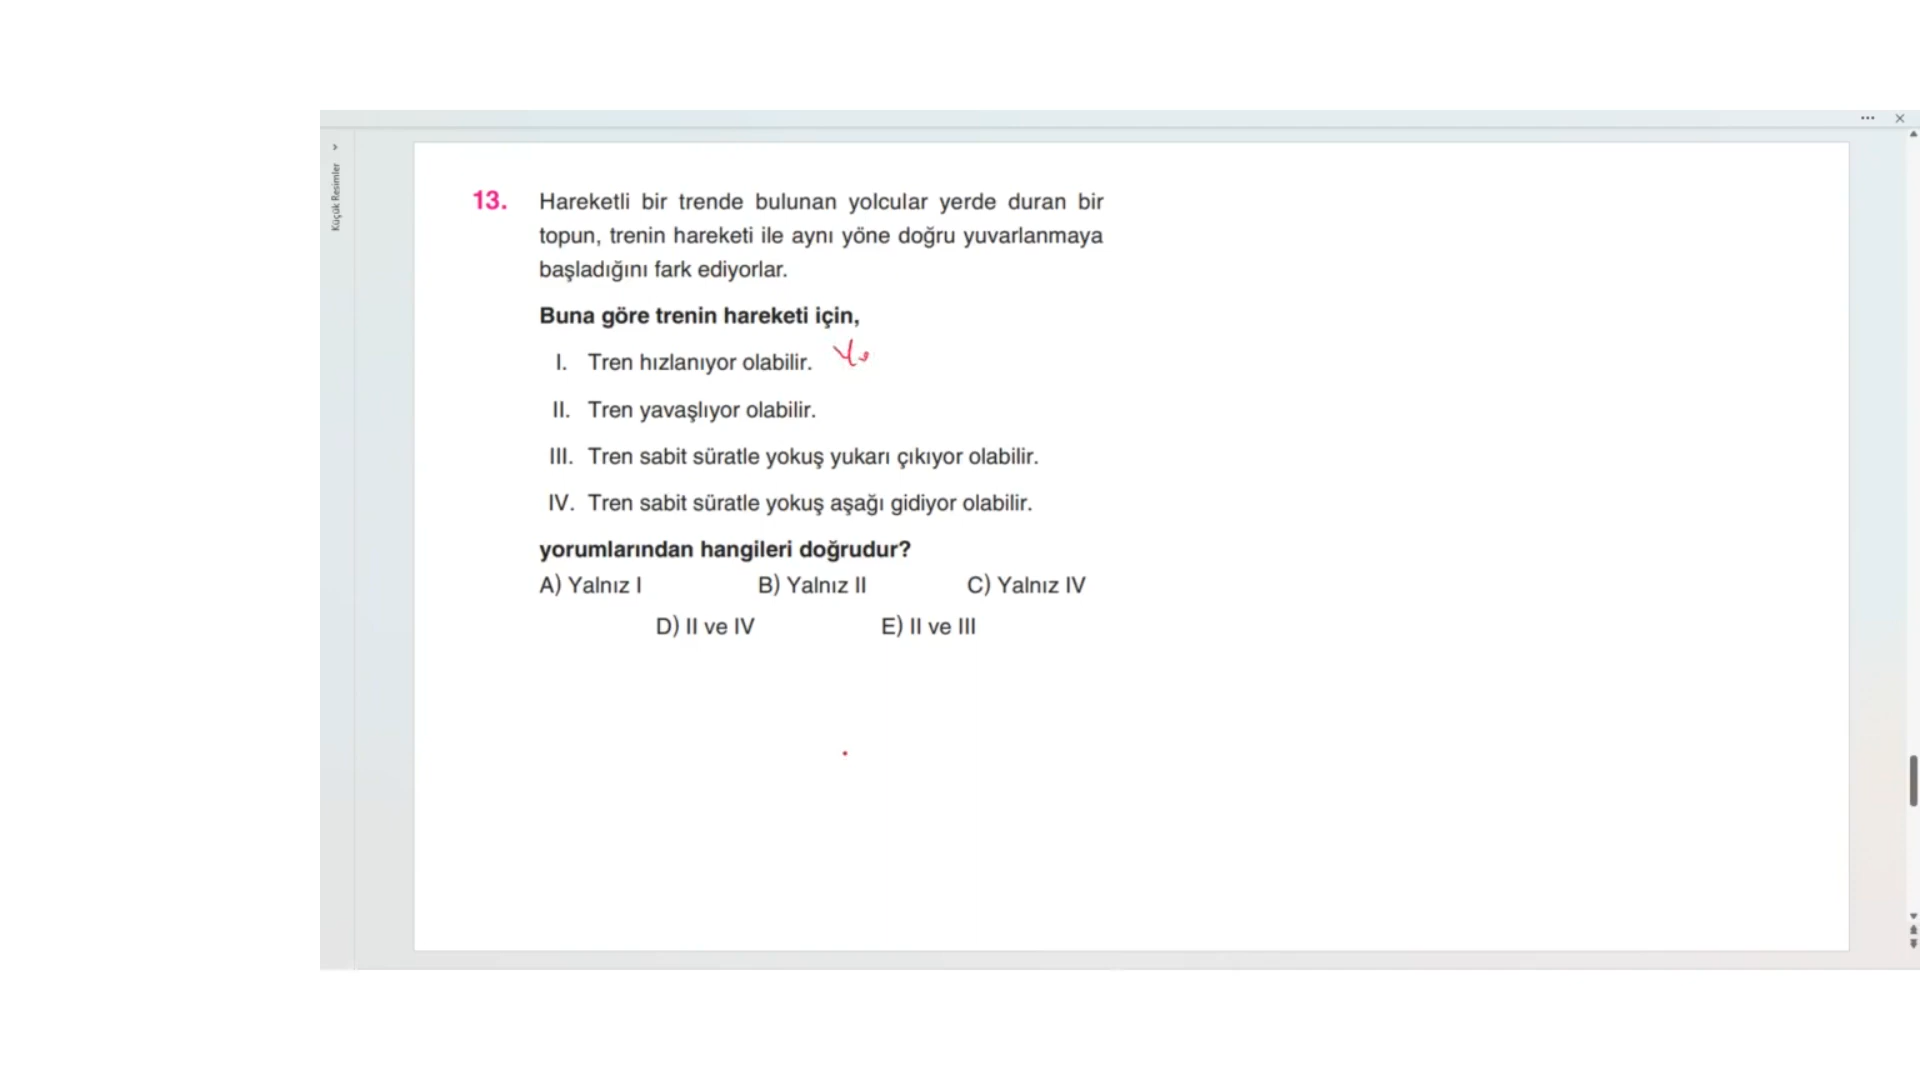 Küçük Resimler
13. Hareketli bir trende bulunan yolcular yerde duran bir
topun, trenin hareketi ile aynı yöne doğru yuvarlanmaya
başladığını fark ediyorlar.
Buna göre trenin hareketi için,
I. Tren hızlanıyor olabilir.
II. Tren yavaşlıyor olabilir.
III. Tren sabit süratle yokuş yukarı çıkıyor olabilir.
IV. Tren sabit süratle yokuş aşağı gidiyor olabilir.
yorumlarından hangileri doğrudur?
A) Yalnız I B) Yalnız II C) Yalnız IV
D) II ve IV E) II ve III